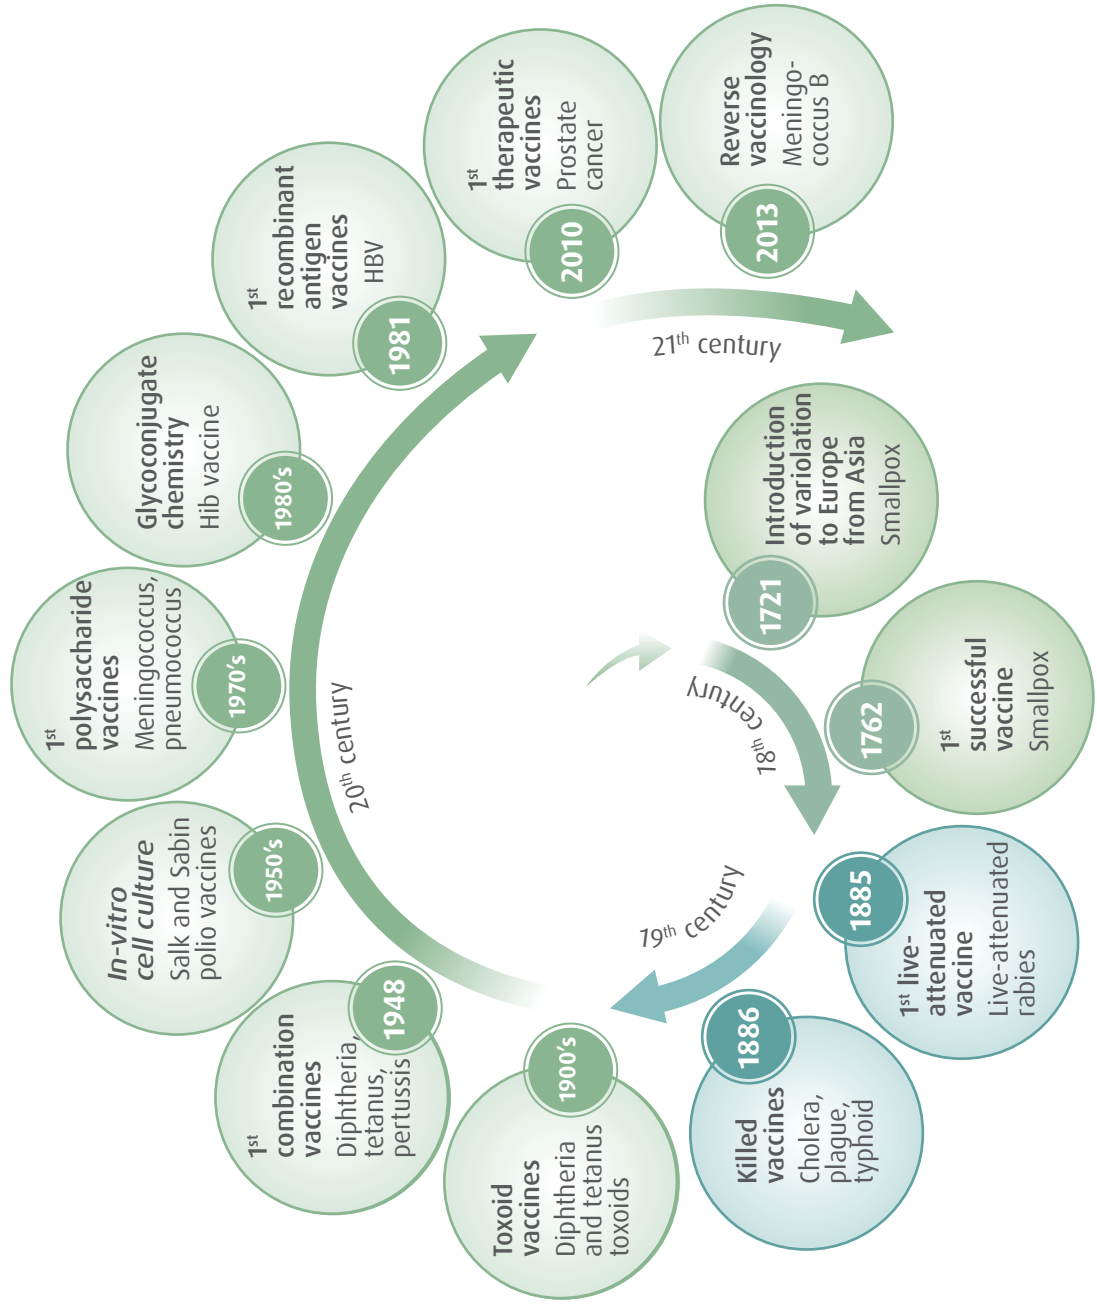 1721
Introduction
of variolation
to Europe
from Asia
Smallpox
18th century
1762
1st
successful
vaccine
Smallpox
1885
1st live-
attenuated
vaccine
Live-attenuated
rabies
19th century
1886
Killed
vaccines
Cholera,
plague,
typhoid
1900's
Toxoid
vaccines
Diphtheria
and tetanus
toxoids
20th century
1948
1st
combination
vaccines
Diphtheria,
tetanus,
pertussis
1950's
In-vitro
cell culture
Salk and Sabin
polio vaccines
1970's
1st
polysaccharide
vaccines
Meningococcus,
pneumococcus
1980's
Glycoconjugate
chemistry
Hib vaccine
1981
1st
recombinant
antigen
vaccines
HBV
2010
1st
therapeutic
vaccines
Prostate
cancer
21th century
2013
Reverse
vaccinology
Meningo-
coccus B